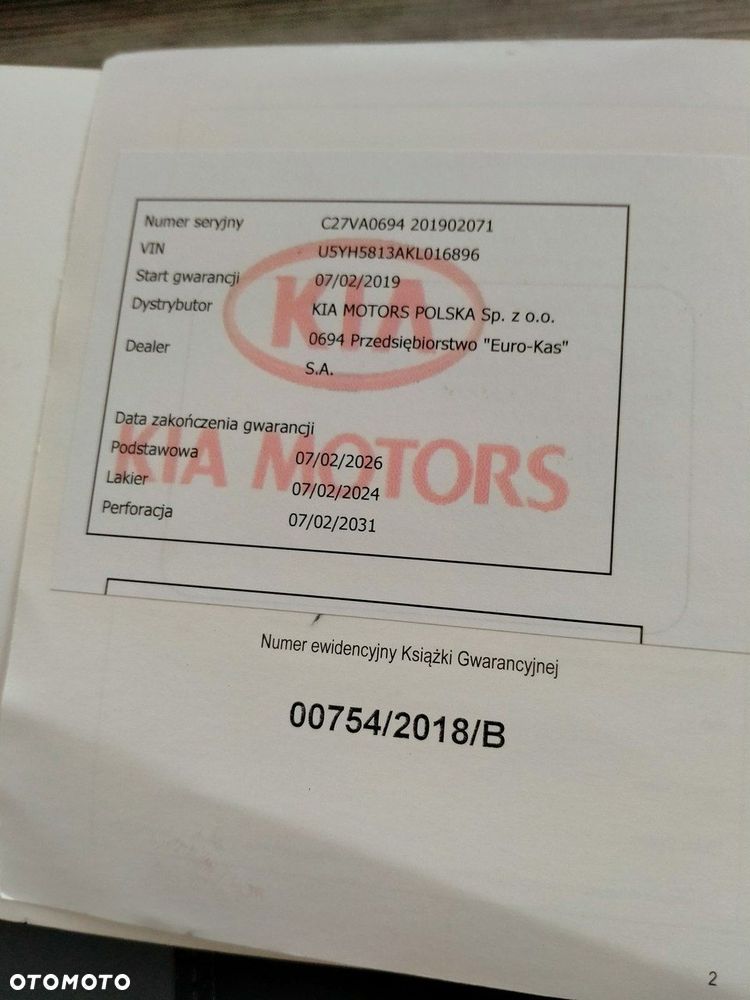 Numer seryjny C27VA0694 201902071
VIN U5YH5813AKL016896
Start gwarancji 07/02/2019
Dystrybutor KIA MOTORS POLSKA Sp. z o.o.
Dealer 0694 Przedsiębiorstwo "Euro-Kas"
S.A.
KIA
Data zakończenia gwarancji
Podstawowa 07/02/2026
Lakier 07/02/2024
Perforacja 07/02/2031
KIA MOTORS
Numer ewidencyjny Książki Gwarancyjnej
00754/2018/B
2
OTOMOTO